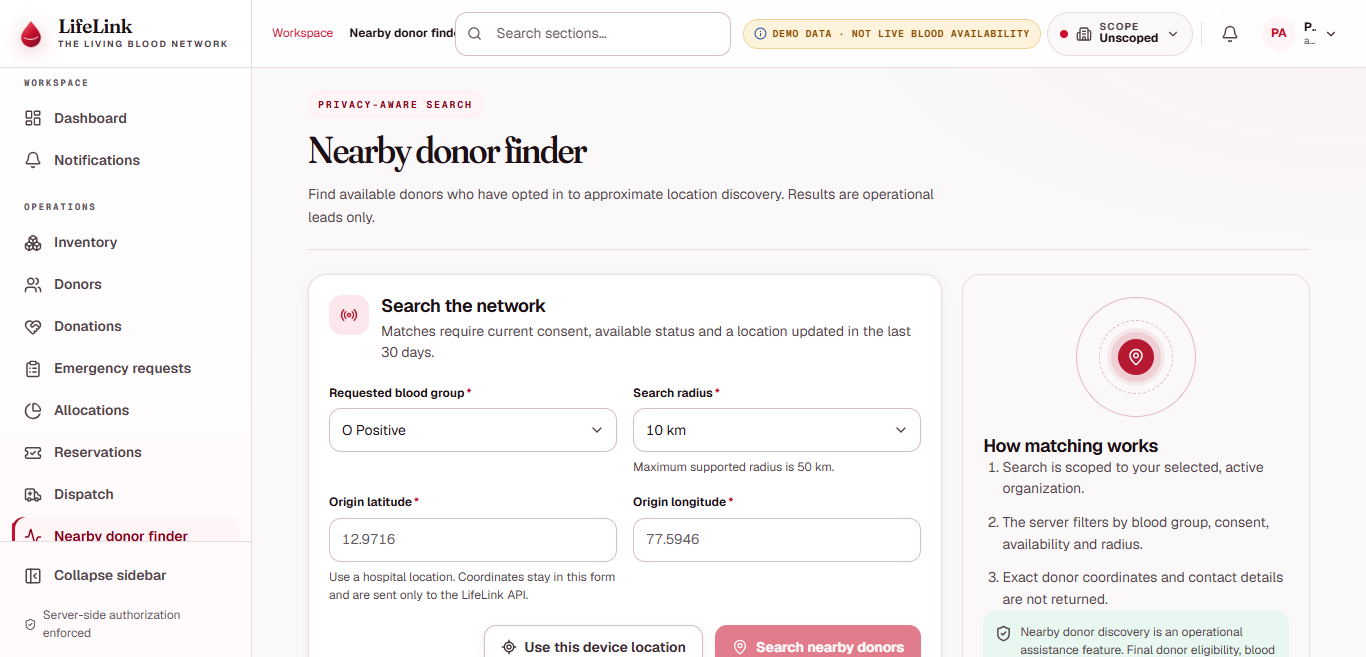 LifeLink
THE LIVING BLOOD NETWORK
Workspace
Nearby donor
Search sections...
DEMO DATA · NOT LIVE BLOOD AVAILABILITY
SCOPE
Unscoped
PA
P..
a...
WORKSPACE
Dashboard
Notifications
OPERATIONS
Inventory
Donors
Donations
Emergency requests
Allocations
Reservations
Dispatch
Nearby donor finder
Collapse sidebar
Server-side authorization
enforced
PRIVACY-AWARE SEARCH
Nearby donor finder
Find available donors who have opted in to approximate location discovery. Results are operational
leads only.
Search the network
Matches require current consent, available status and a location updated in the last
30 days.
Requested blood group *
O Positive
Search radius *
10 km
Maximum supported radius is 50 km.
Origin latitude *
12.9716
Origin longitude *
77.5946
Use a hospital location. Coordinates stay in this form
and are sent only to the LifeLink API.
Use this device location
Search nearby donors
How matching works
1. Search is scoped to your selected, active
organization.
2. The server filters by blood group, consent,
availability and radius.
3. Exact donor coordinates and contact details
are not returned.
Nearby donor discovery is an operational
assistance feature. Final donor eligibility, blood